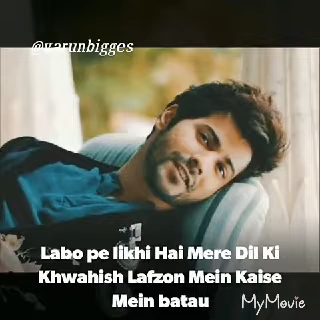 @varunbigges
Labo pe likhi Hai Mere Dil Ki
Khwahish Lafzon Mein Kaise
Mein batau
MyMovie